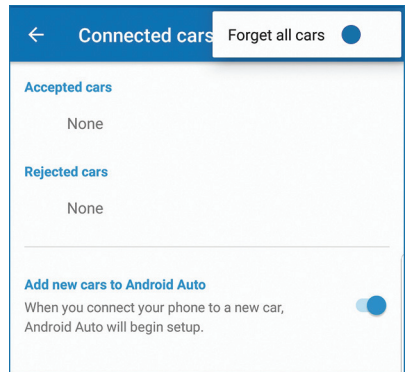 Connected cars
Forget all cars
Accepted cars
None
Rejected cars
None
Add new cars to Android Auto
When you connect your phone to a new car,
Android Auto will begin setup.